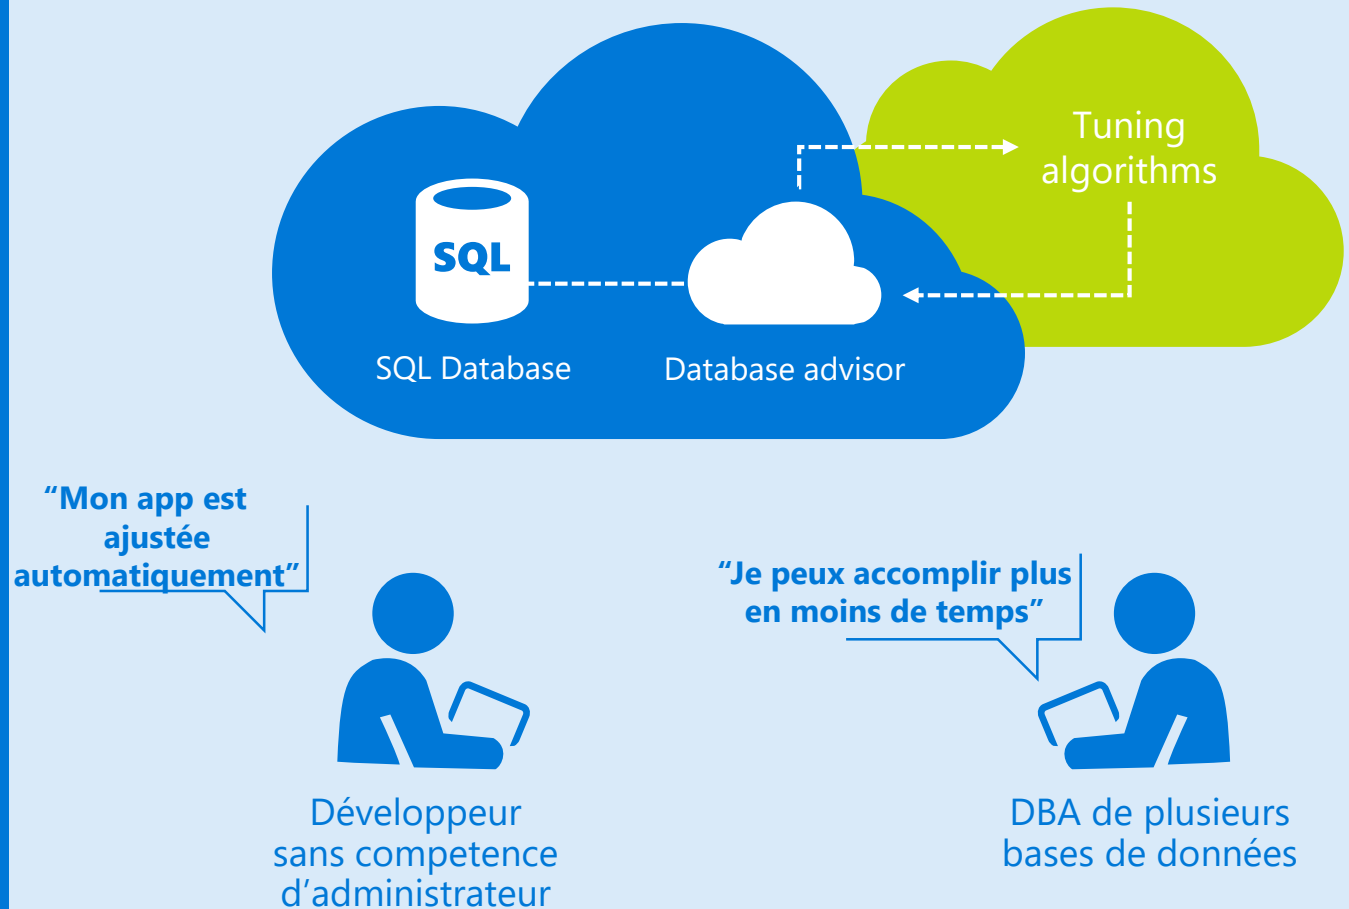 Tuning
algorithms
SQL
SQL Database
Database advisor
“Mon app est
ajustée
automatiquement”
“Je peux accomplir plus
en moins de temps”
Développeur
sans competence
d’administrateur
DBA de plusieurs
bases de données